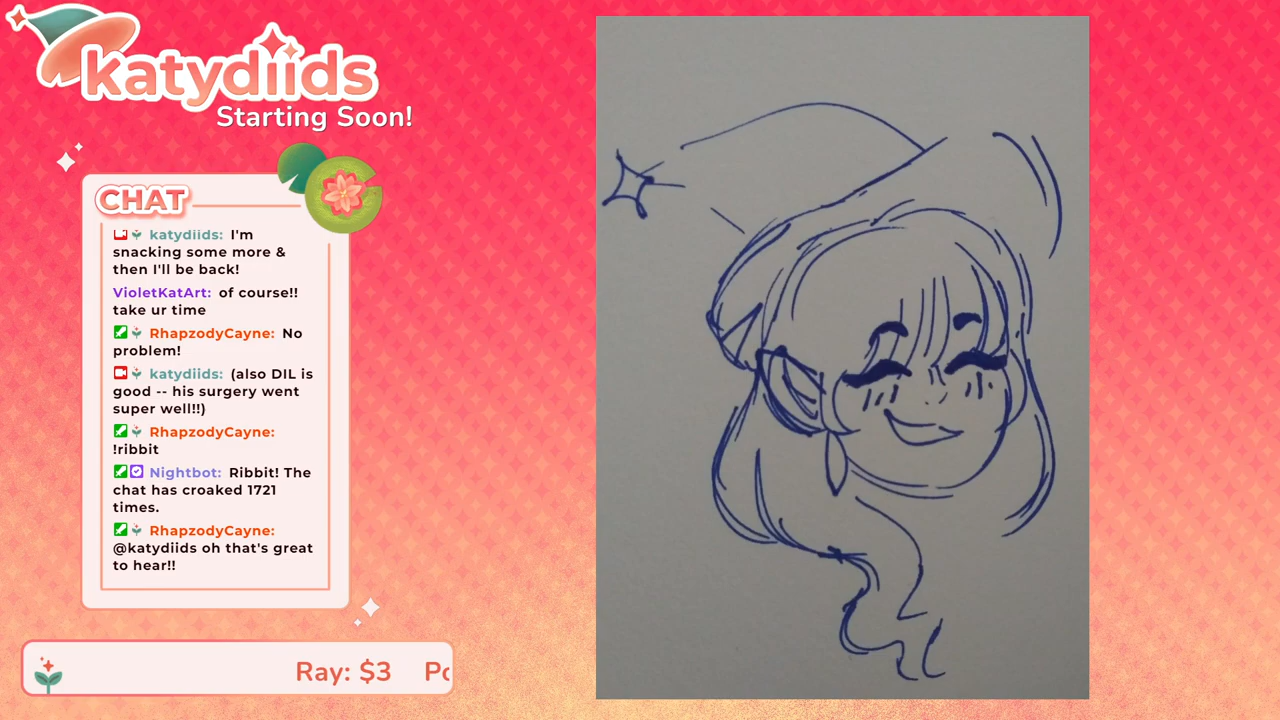 katydiids
Starting Soon!
CHAT
katydiids: I'm
snacking some more &
then I'll be back!
VioletKatArt: of course!!
take ur time
RhapzodyCayne: No
problem!
katydiids: (also DIL is
good -- his surgery went
super well!!)
RhapzodyCayne:
!ribbit
Nightbot: Ribbit! The
chat has croaked 1721
times.
RhapzodyCayne:
@katydiids oh that's great
to hear!!
Ray: $3